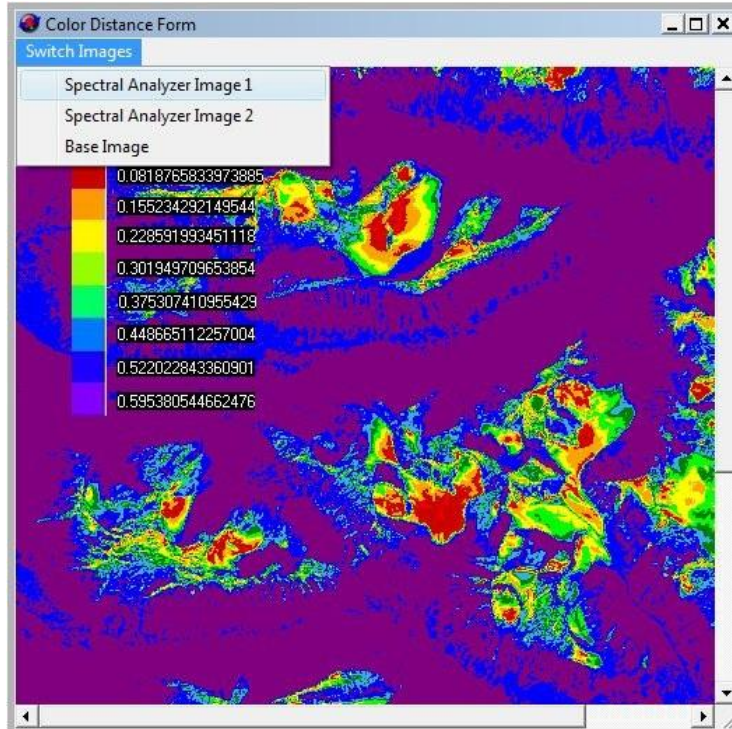 Color Distance Form
Switch Images
Spectral Analyzer Image 1
Spectral Analyzer Image 2
Base Image
0.0818765833973885
0.155234292149544
0.228591993451118
0.301949709653854
0.375307410955429
0.448665112257004
0.522022843360901
0.595380544662476